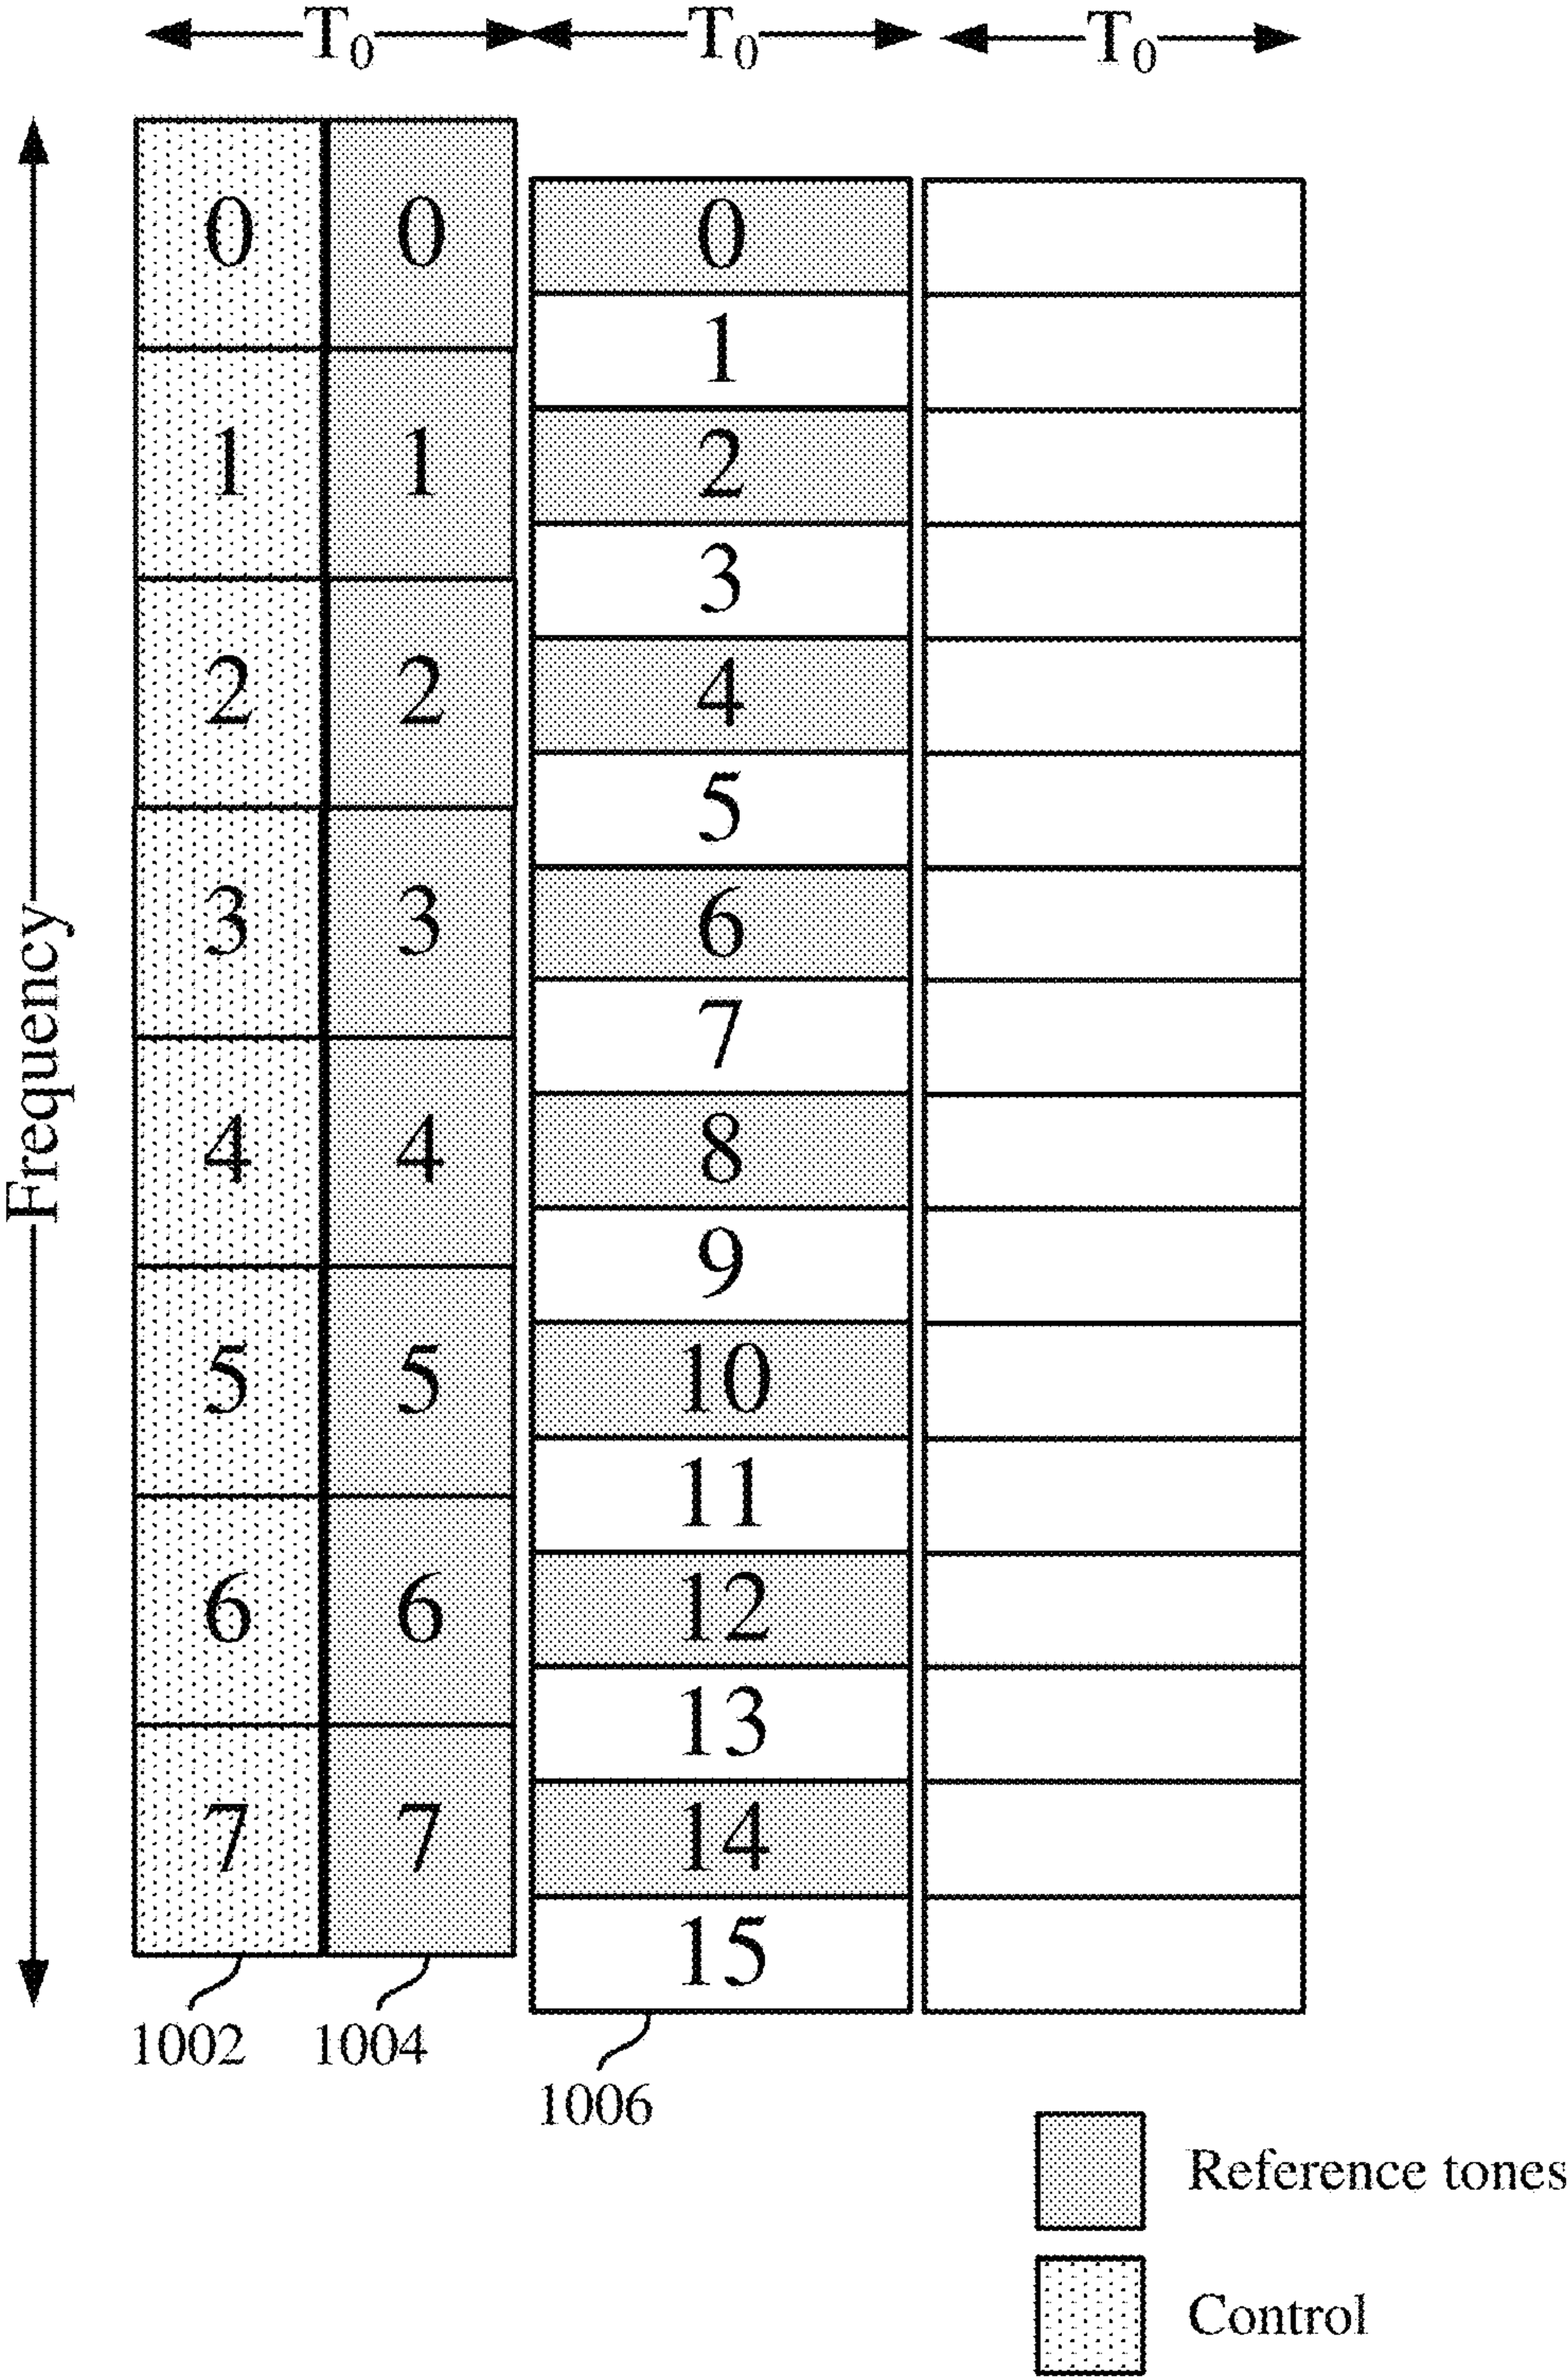 T0 T0 T0
Frequency
0 0 0
1
1 1
2
3
2 2 4
5
3 3 6
7
4 4 8
9
5 5 10
11
6 6 12
13
7 7 14
15
1002 1004
1006
Reference tones
Control